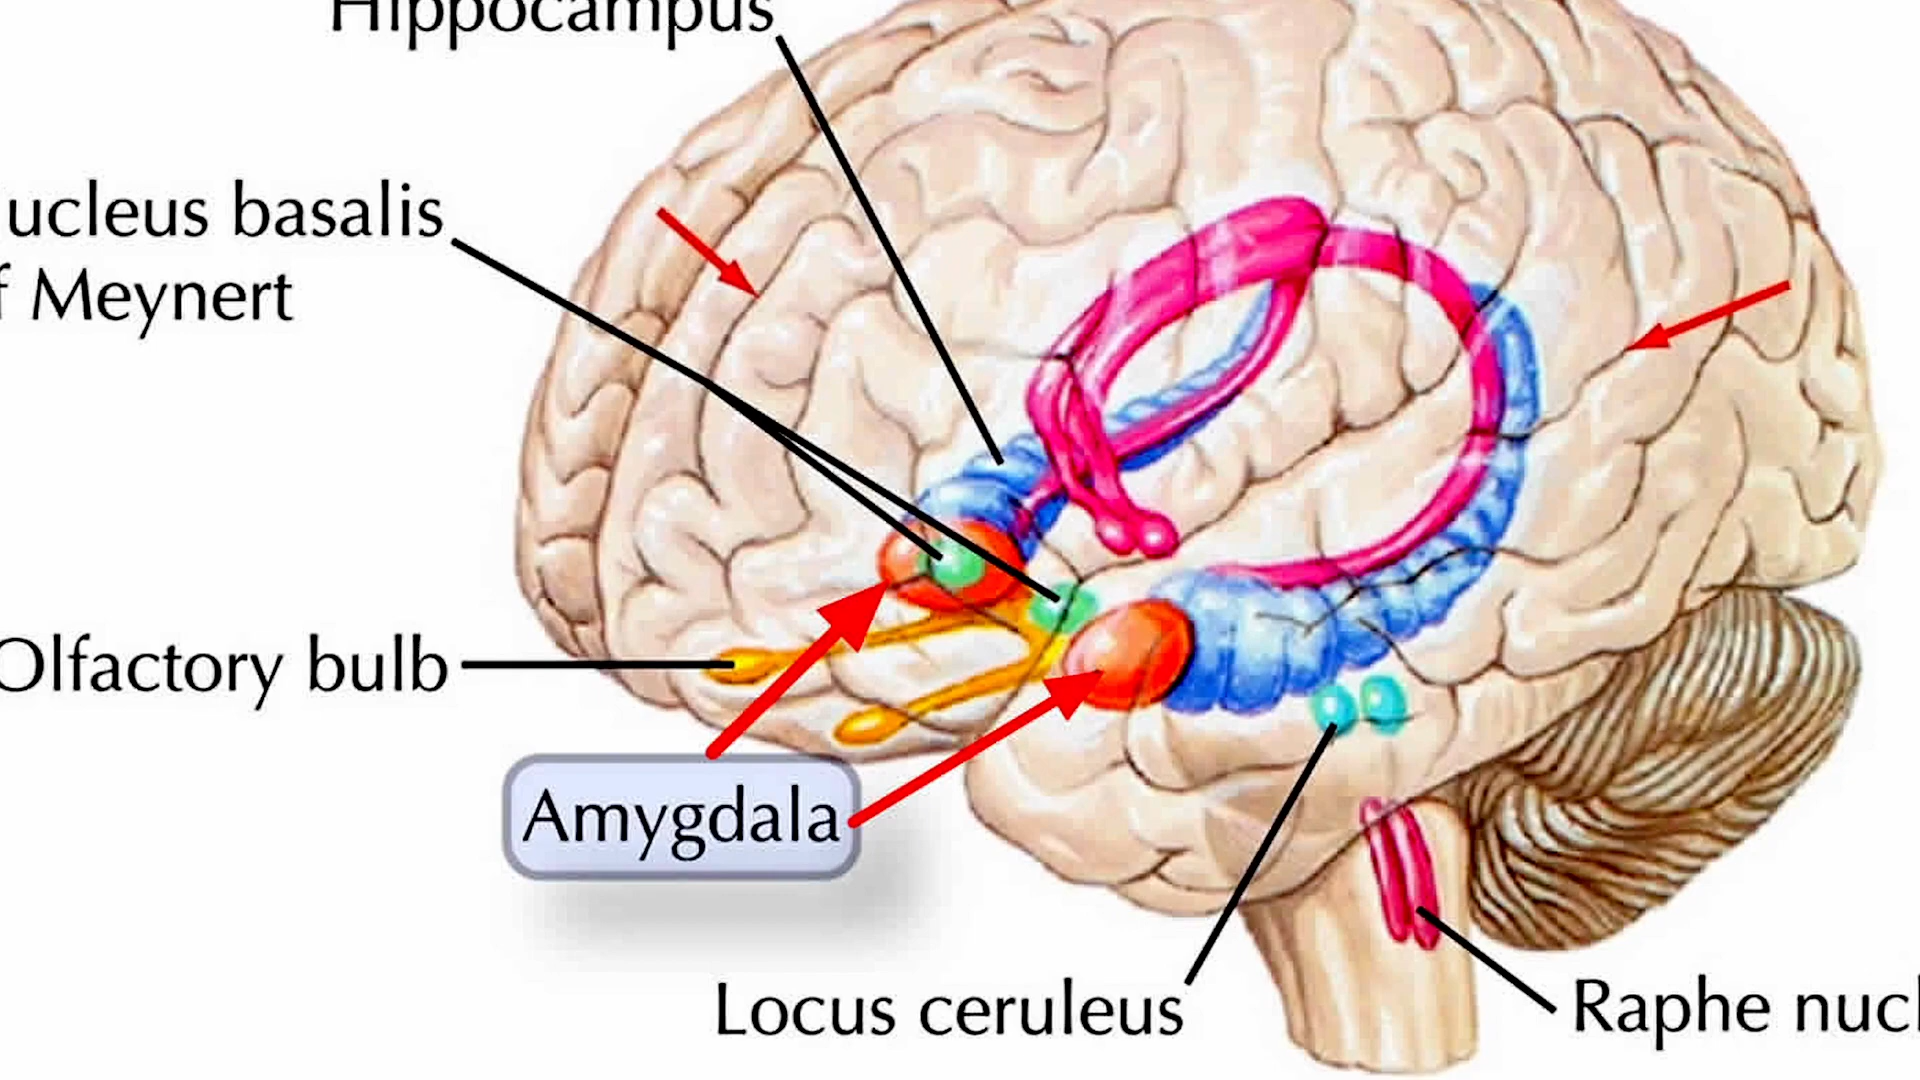 Hippocampus
ucleus basalis
f Meynert
Olfactory bulb
Amygdala
Locus ceruleus
Raphe nucl